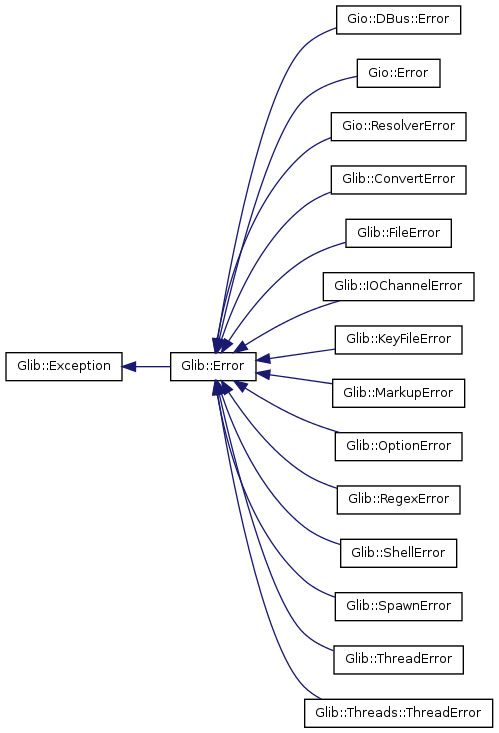 Gio::DBus::Error
Gio::Error
Gio::ResolverError
Glib::ConvertError
Glib::FileError
Glib::IOChannelError
Glib::KeyFileError
Glib::Exception
Glib::Error
Glib::MarkupError
Glib::OptionError
Glib::RegexError
Glib::ShellError
Glib::SpawnError
Glib::ThreadError
Glib::Threads::ThreadError